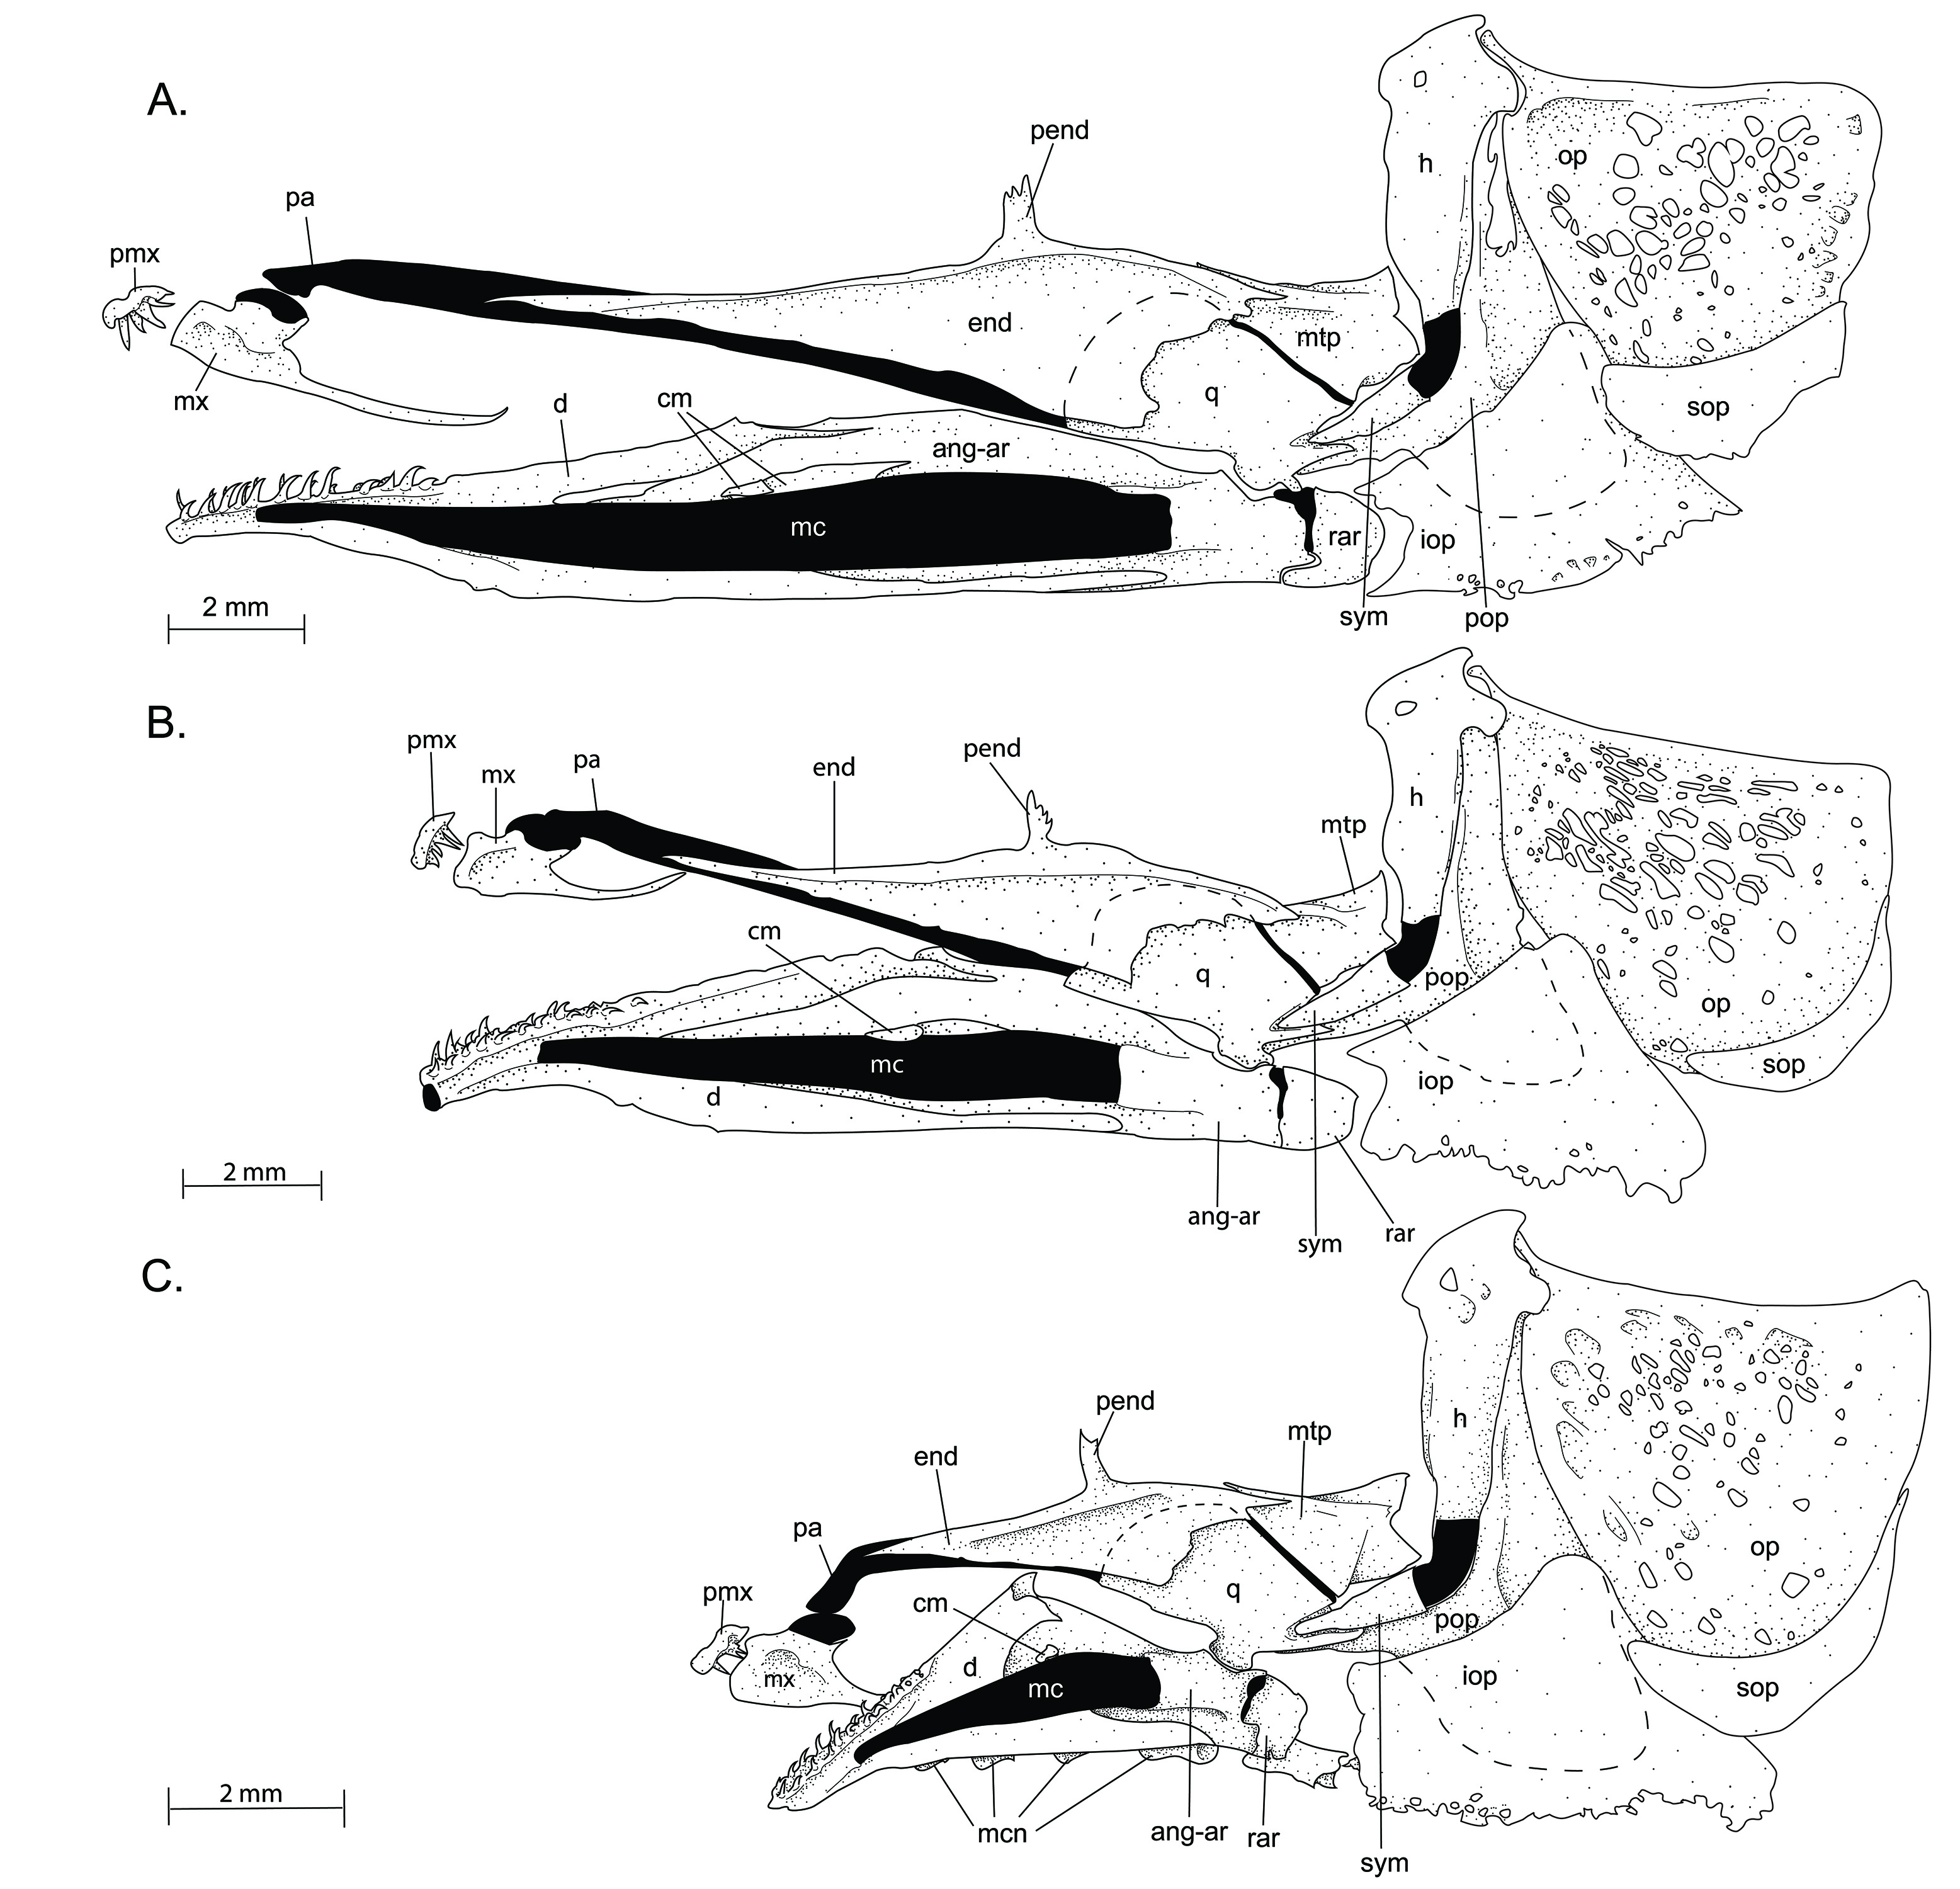 A.
pend
h
op
pa
pmx
end
mtp
mx
d
cm
q
sop
ang-ar
mc
rar
iop
2 mm
sym
pop
B.
pmx
mx
pa
end
pend
h
mtp
cm
q
pop
op
mc
sop
d
iop
2 mm
ang-ar
sym
rar
C.
pend
h
mtp
end
pa
op
pmx
cm
q
pop
d
mx
mc
iop
sop
2 mm
mcn
ang-ar
rar
sym